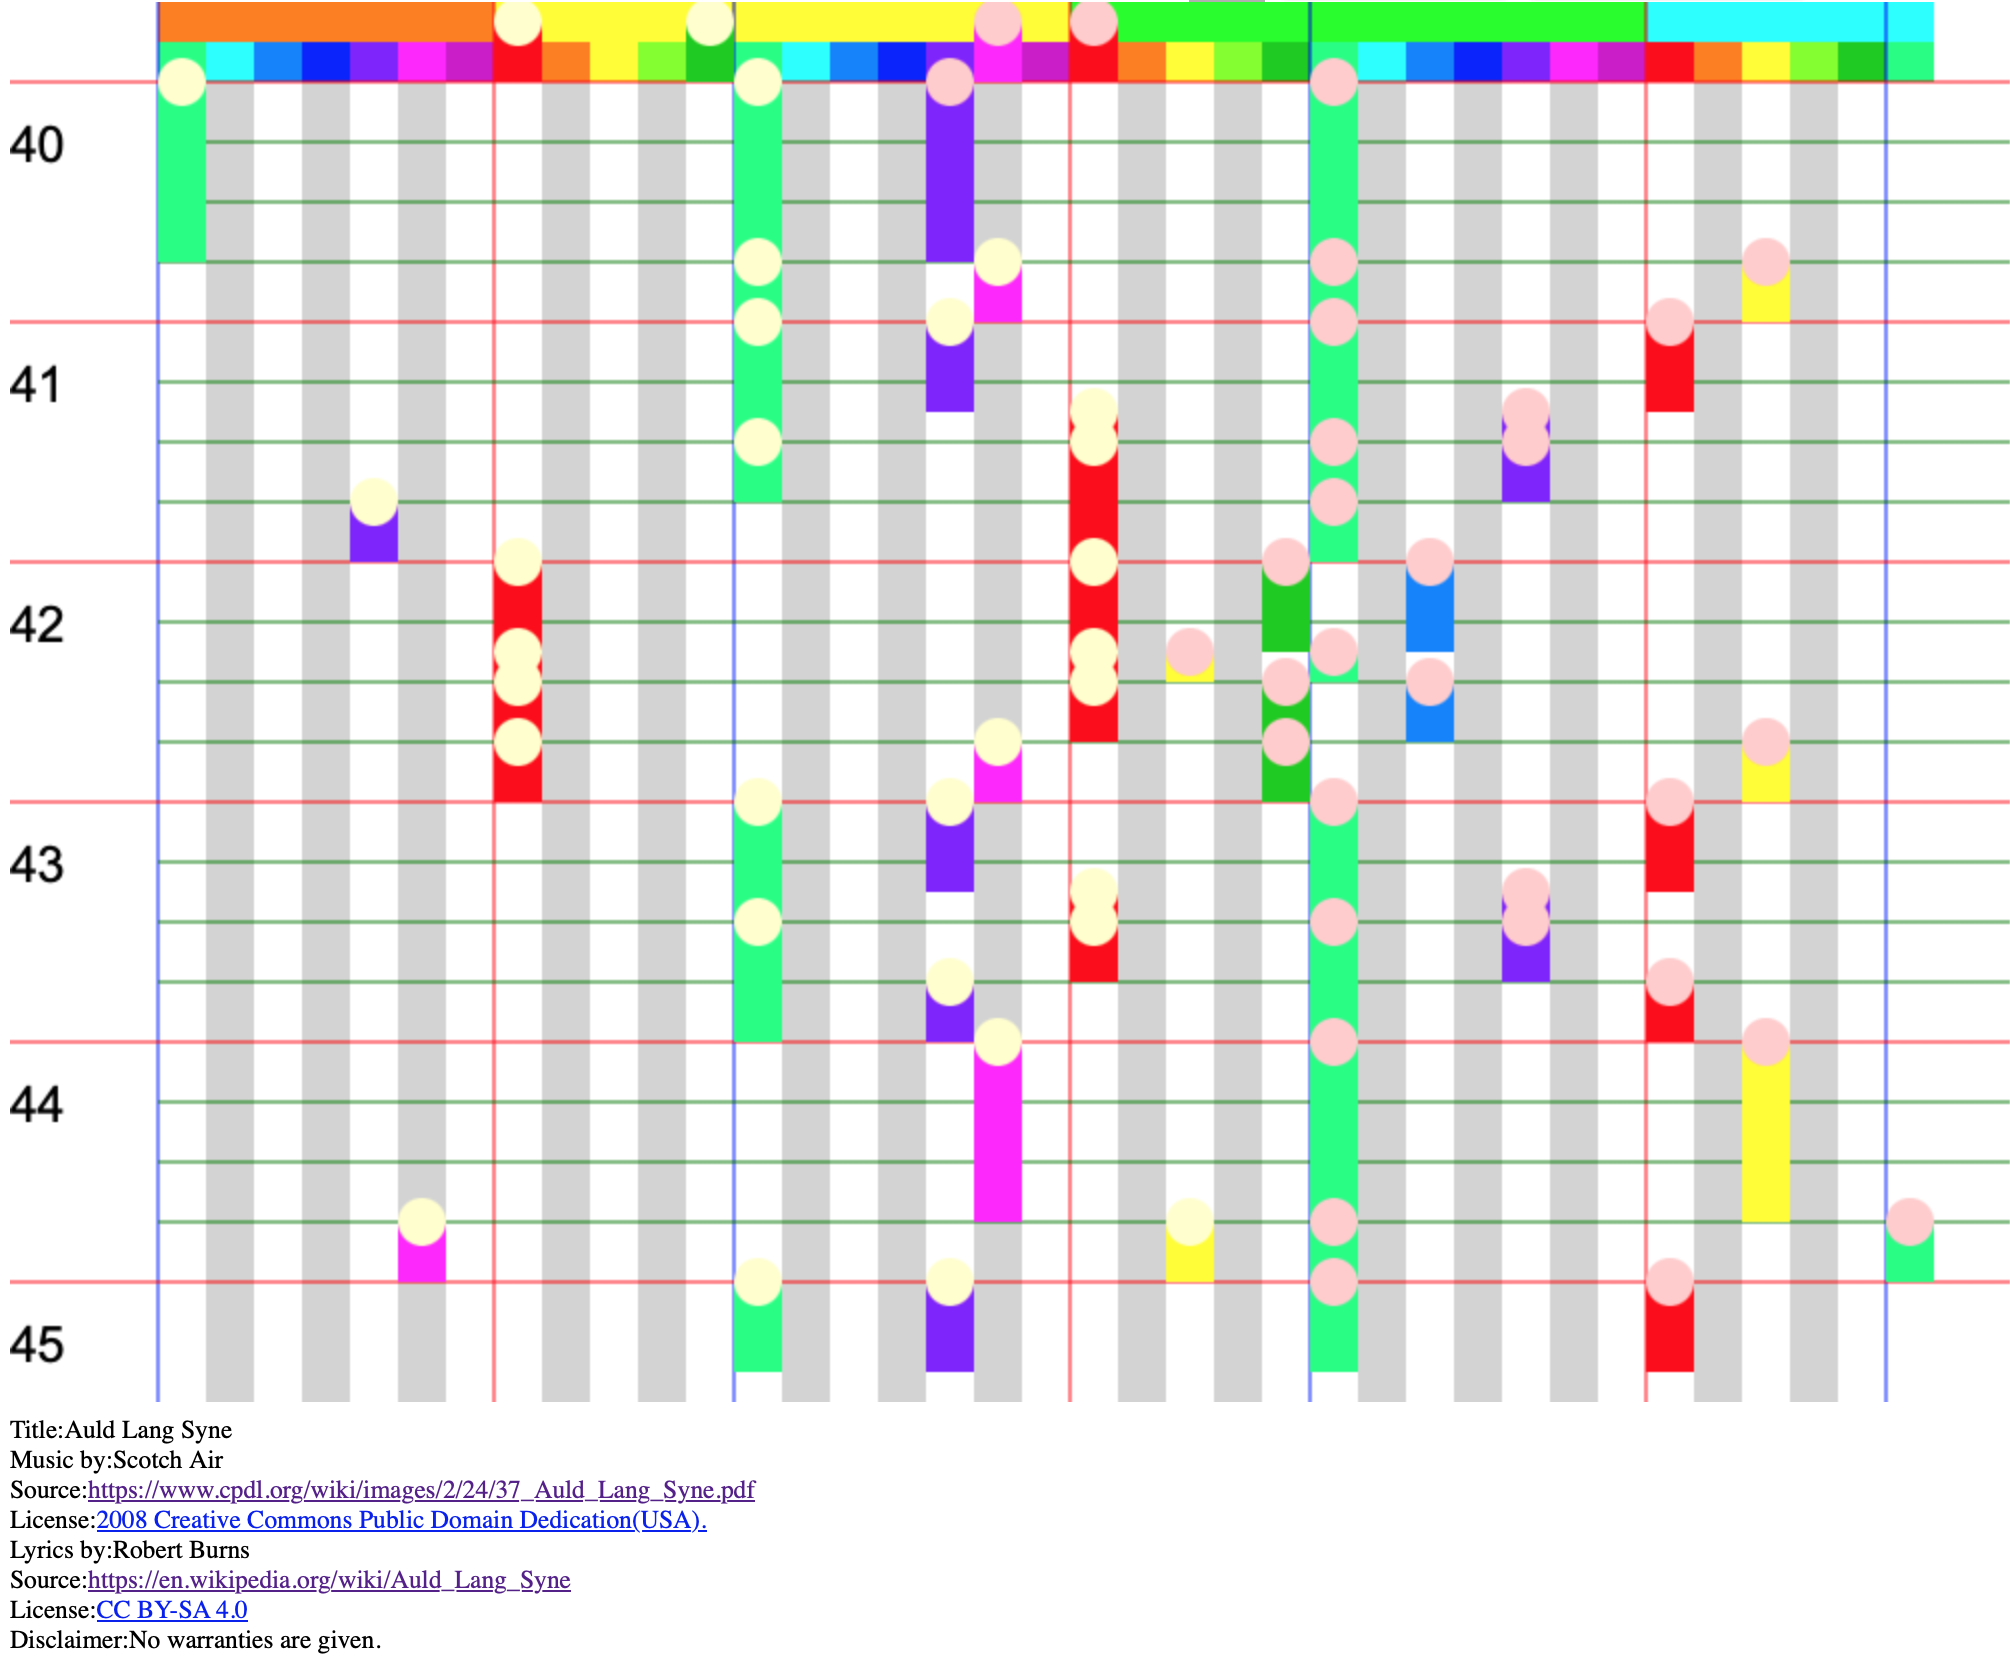 40
41
42
43
44
45
Title:Auld Lang Syne
Music by:Scotch Air
Source:https://www.cpdl.org/wiki/images/2/24/37_Auld_Lang_Syne.pdf
License:2008 Creative Commons Public Domain Dedication(USA).
Lyrics by:Robert Burns
Source:https://en.wikipedia.org/wiki/Auld_Lang_Syne
License:CC BY-SA 4.0
Disclaimer:No warranties are given.